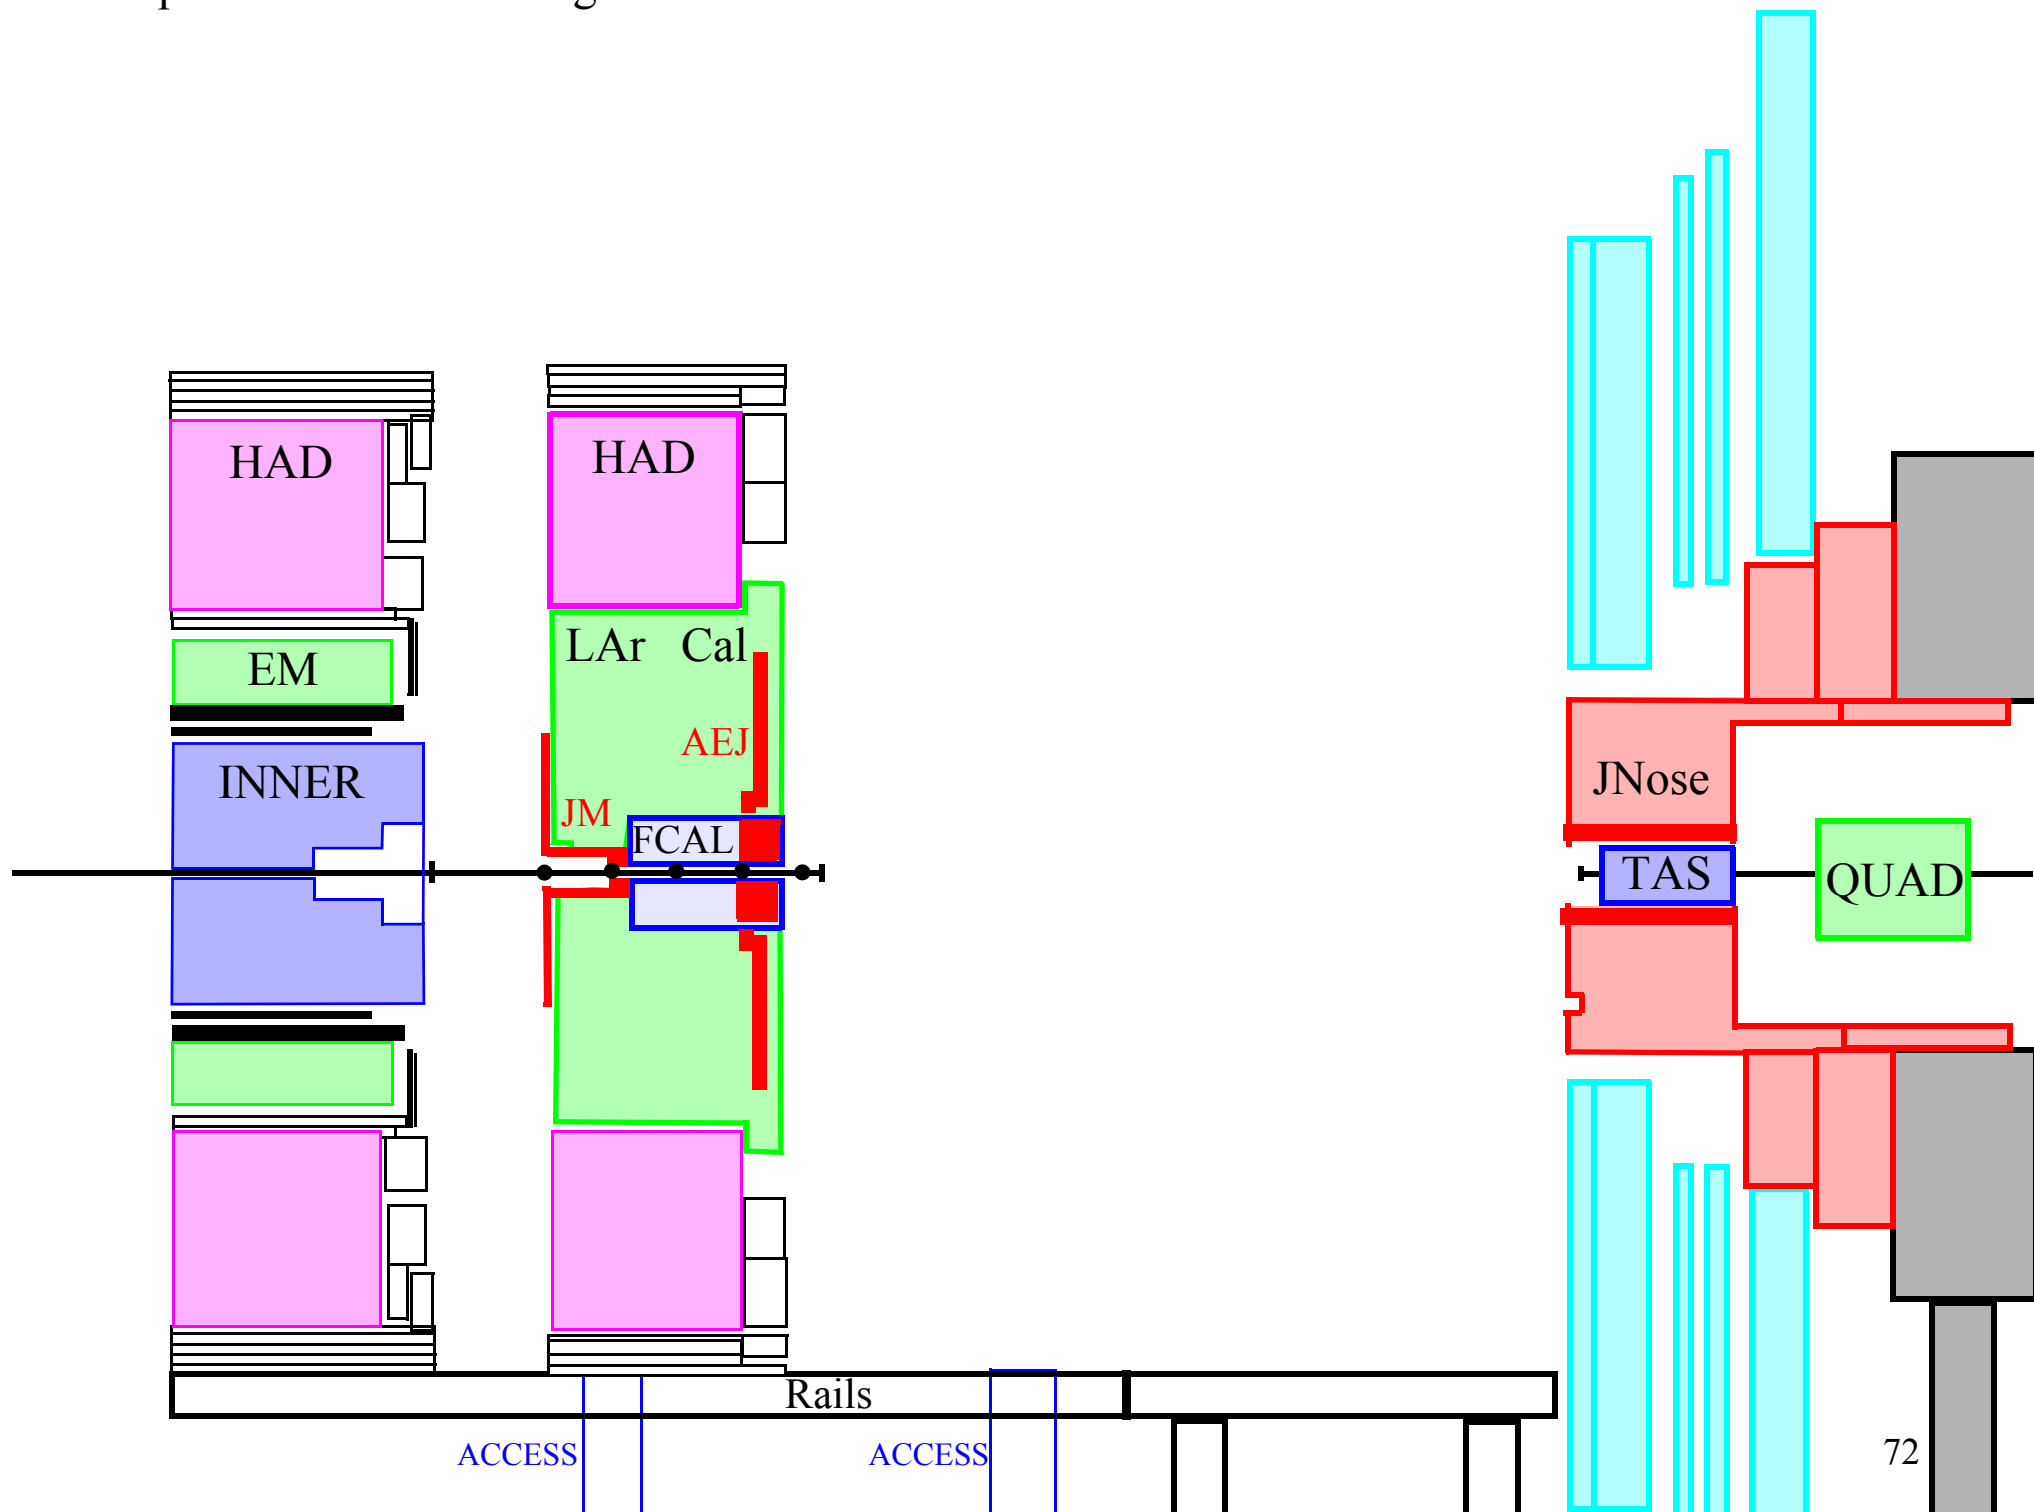 HAD HAD
LAr Cal
EM
AEJ
INNER
JNose
JM
FCAL
TAS
QUAD
Rails
ACCESS ACCESS
72